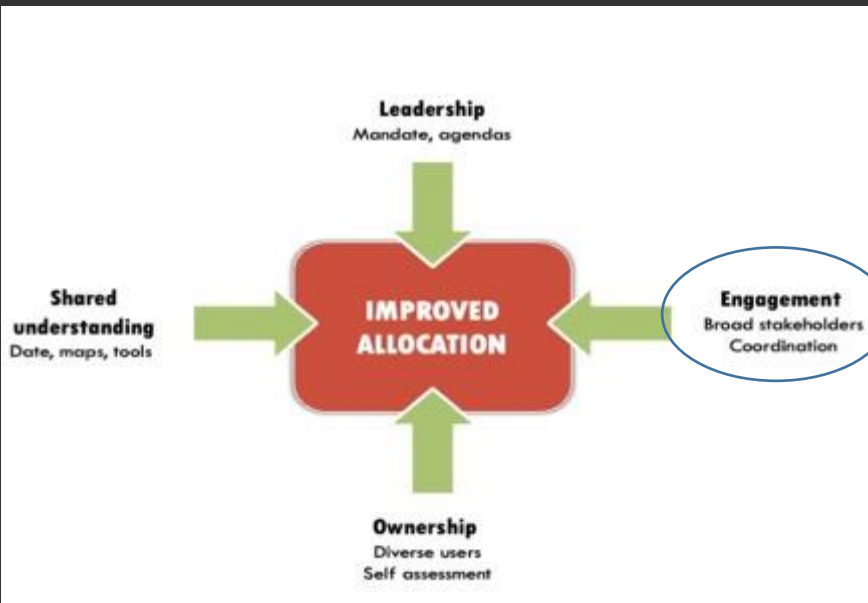 Leadership
Mandate, agendas
Shared
understanding
Date, maps, tools
IMPROVED
ALLOCATION
Engagement
Broad stakeholders
Coordination
Ownership
Diverse users
Self assessment